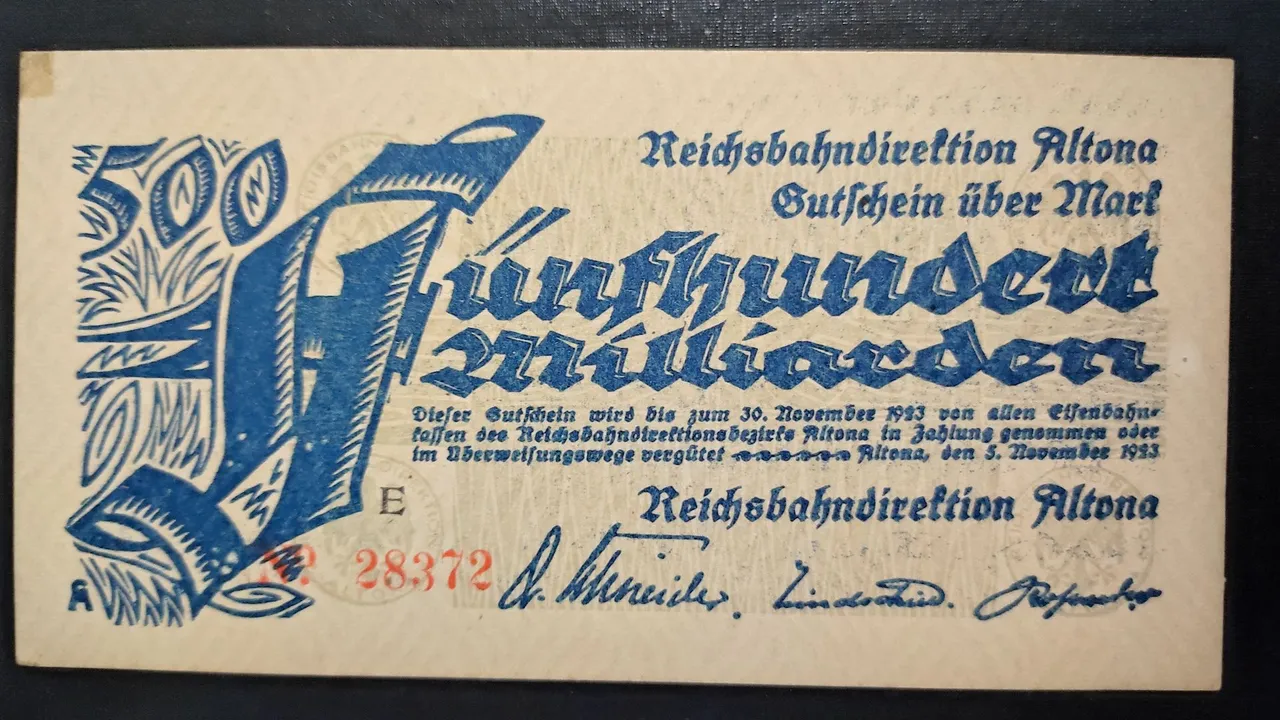 500
Reichsbahndirektion Altona
Gutschein über Mark
Fünfhundert
Milliarden
Dieser Gutschein wird bis zum 30. November 1923 von allen Eisenbahn-
kassen des Reichsbahndirektionsbezirks Altona in Zahlung genommen oder
im Überweisungswege vergütet Altona, den 5. November 1923
Reichsbahndirektion Altona
E
No. 28372
A